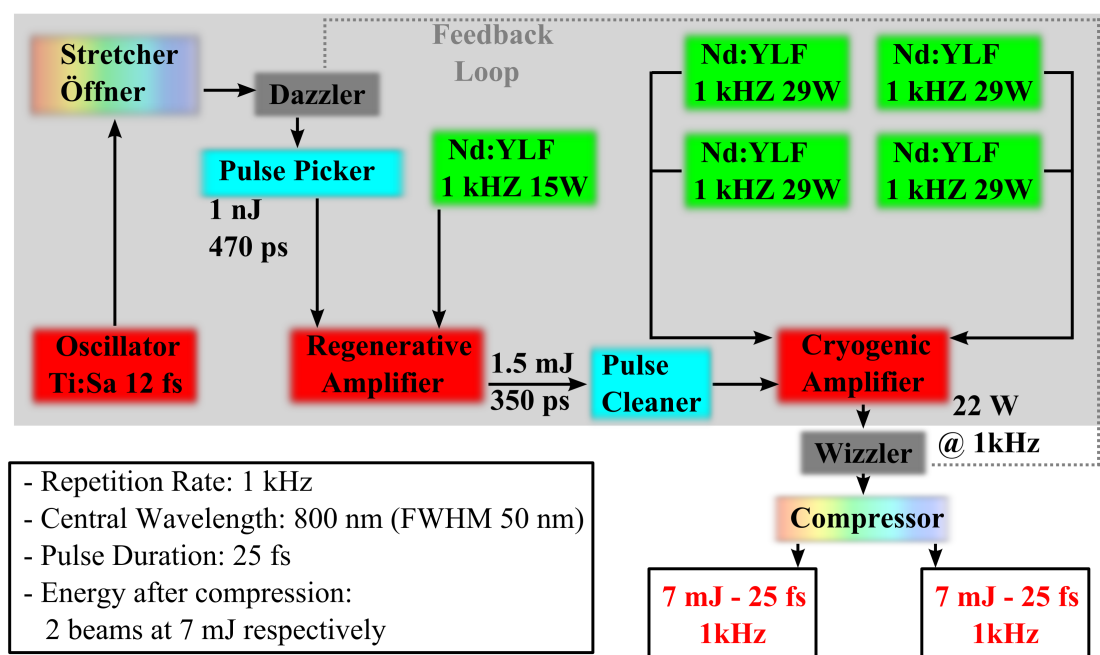 Stretcher
Öffner
Dazzler
Feedback
Loop
Nd:YLF
1 kHZ 29W
Nd:YLF
1 kHZ 29W
Nd:YLF
1 kHZ 29W
Nd:YLF
1 kHZ 29W
Pulse Picker
Nd:YLF
1 kHZ 15W
1 nJ
470 ps
Oscillator
Ti:Sa 12 fs
Regenerative
Amplifier
1.5 mJ
350 ps
Pulse
Cleaner
Cryogenic
Amplifier
22 W
@ 1kHz
Wizzler
Compressor
7 mJ - 25 fs
1kHz
7 mJ - 25 fs
1kHz
- Repetition Rate: 1 kHz
- Central Wavelength: 800 nm (FWHM 50 nm)
- Pulse Duration: 25 fs
- Energy after compression:
2 beams at 7 mJ respectively